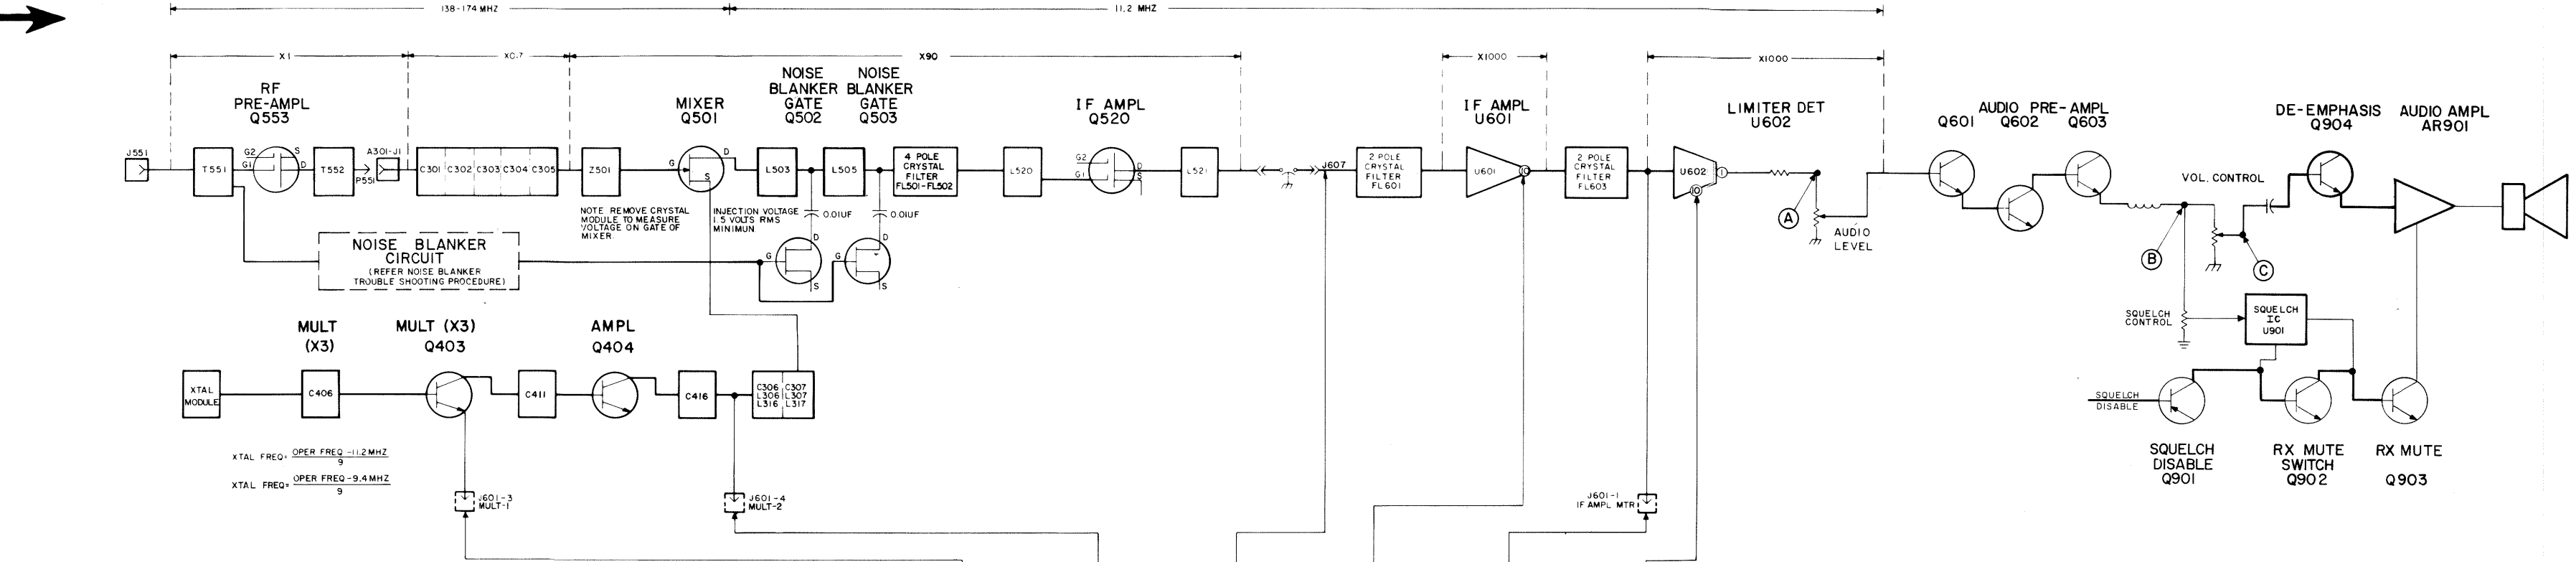 138-174 MHZ
11.2 MHZ
X1
X0.7
X90
X1000
X1000
RF
PRE-AMPL
Q553
MIXER
Q501
NOISE
BLANKER
GATE
Q502
NOISE
BLANKER
GATE
Q503
IF AMPL
Q520
IF AMPL
U601
LIMITER DET
U602
AUDIO PRE-AMPL
Q601
Q602
Q603
DE-EMPHASIS
Q904
AUDIO AMPL
AR901
J551
T551
G2
G1
S
D
T552
P551
A301-J1
C301
C302
C303
C304
C305
Z501
G
D
S
L503
L505
4 POLE
CRYSTAL
FILTER
FL501-FL502
L520
G2
G1
D
S
L521
J607
2 POLE
CRYSTAL
FILTER
FL601
U601
10
2 POLE
CRYSTAL
FILTER
FL603
U602
1
10
A
AUDIO
LEVEL
VOL. CONTROL
B
C
NOTE REMOVE CRYSTAL
MODULE TO MEASURE
VOLTAGE ON GATE OF
MIXER
INJECTION VOLTAGE
1.5 VOLTS RMS
MINIMUN
0.01UF
0.01UF
NOISE BLANKER
CIRCUIT
(REFER NOISE BLANKER
TROUBLE SHOOTING PROCEDURE)
G
D
S
G
D
S
MULT
(X3)
MULT (X3)
Q403
AMPL
Q404
XTAL
MODULE
C406
C411
C416
C306 C307
L306 L307
L316 L317
SQUELCH
CONTROL
SQUELCH
IC
U901
SQUELCH
DISABLE
SQUELCH
DISABLE
Q901
RX MUTE
SWITCH
Q902
RX MUTE
Q903
XTAL FREQ= OPER FREQ -11.2 MHZ
9
XTAL FREQ= OPER FREQ-9.4 MHZ
9
J601-3
MULT-1
J601-4
MULT-2
J601-1
IF AMPL MTR